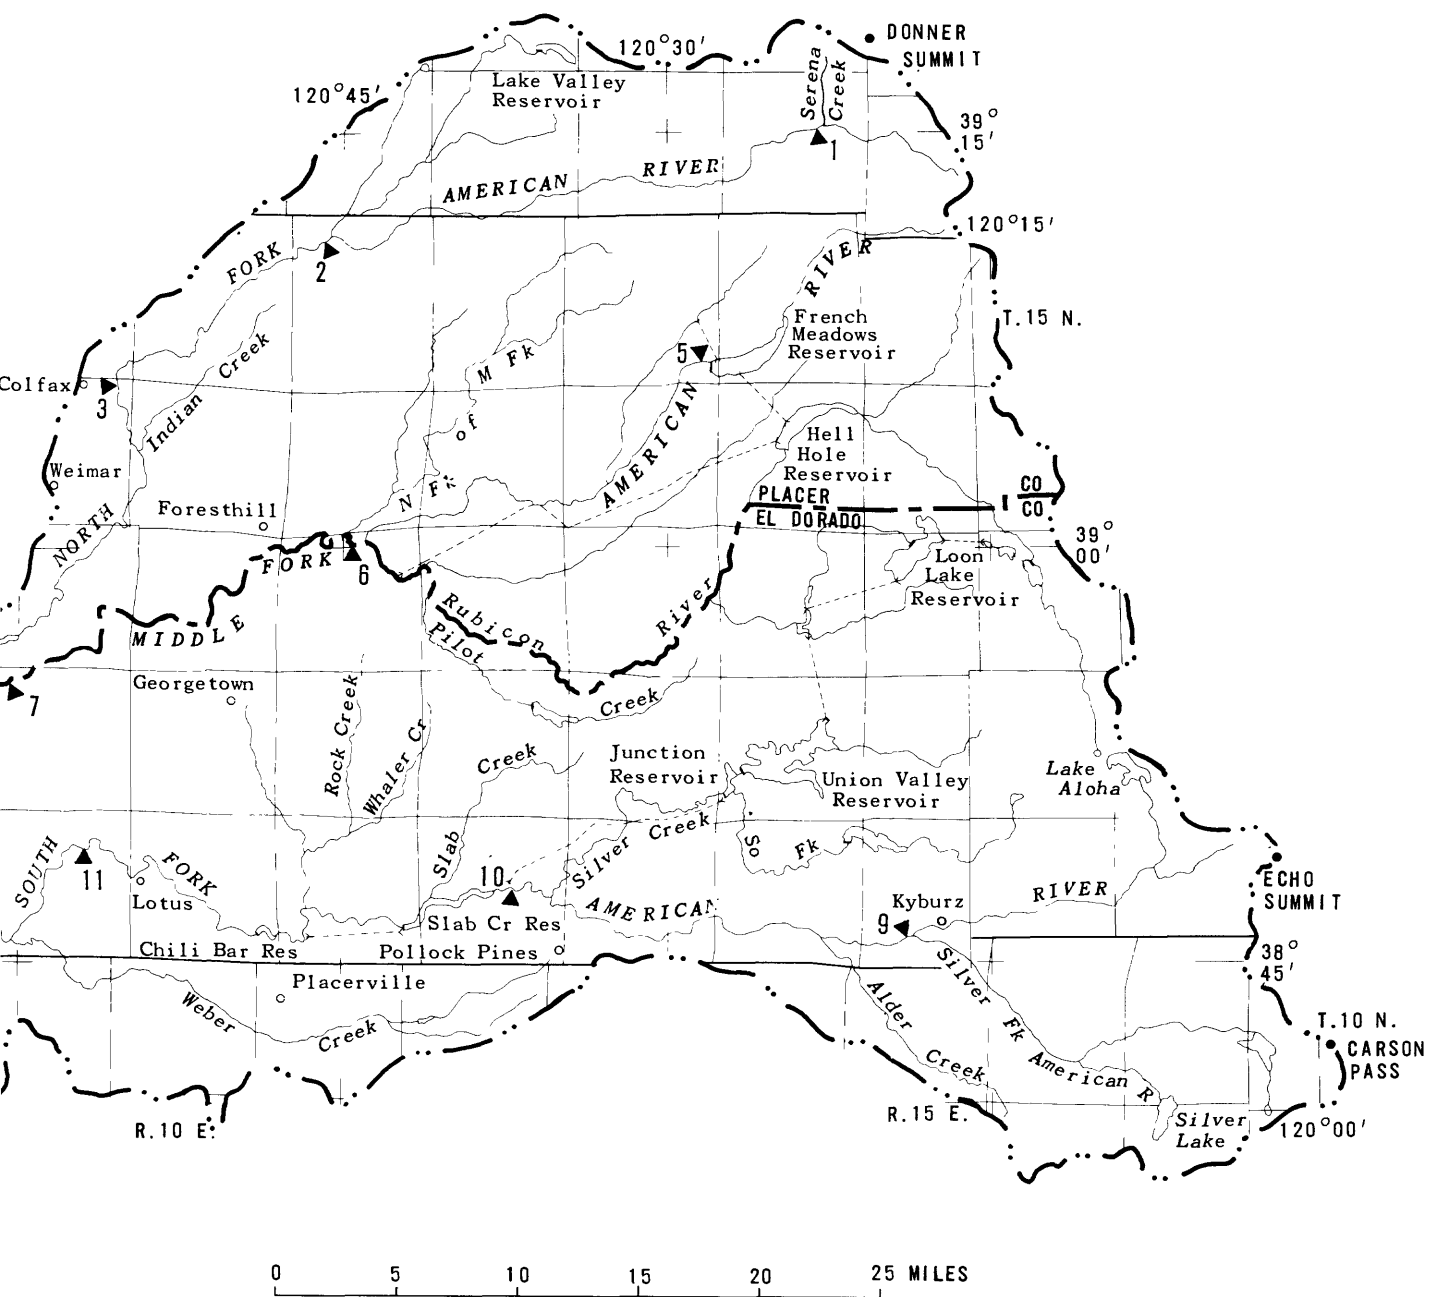 DONNER
SUMMIT
120°30′
Lake Valley
Reservoir
120°45′
Serena
Creek
39°
15′
1
AMERICAN RIVER
120°15′
FORK
2
RIVER
T.15 N.
French
Meadows
Reservoir
5
M Fk
Indian Creek
Colfax
3
AMERICAN
of
Hell
Hole
Reservoir
Weimar
N Fk
CO
CO
PLACER
EL DORADO
Foresthill
NORTH
39°
00′
FORK
6
Loon
Lake
Reservoir
Rubicon River
MIDDLE
Pilot Creek
Georgetown
7
Rock Creek
Whaler Cr
Slab Creek
Junction
Reservoir
Union Valley
Reservoir
Lake
Aloha
Silver Creek
So Fk
SOUTH FORK
11
10
Lotus
Slab Cr Res
AMERICAN RIVER
Kyburz
9
ECHO
SUMMIT
Chili Bar Res
Pollock Pines
38°
45′
Placerville
Weber Creek
Silver Fk American R
Alder Creek
T.10 N.
CARSON
PASS
R.10 E.
R.15 E.
Silver
Lake
120°00′
0 5 10 15 20 25 MILES